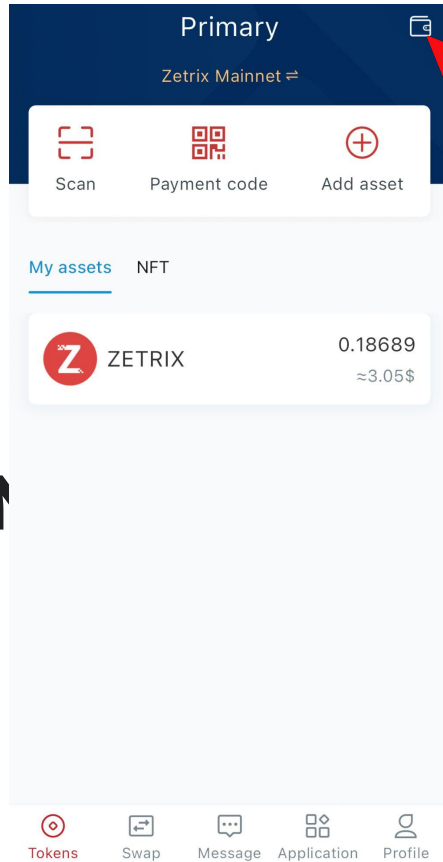 Primary
Zetrix Mainnet ⇌
Scan
Payment code
Add asset
My assets
NFT
Z ZETRIX
0.18689
≈3.05$
Tokens
Swap
Message
Application
Profile